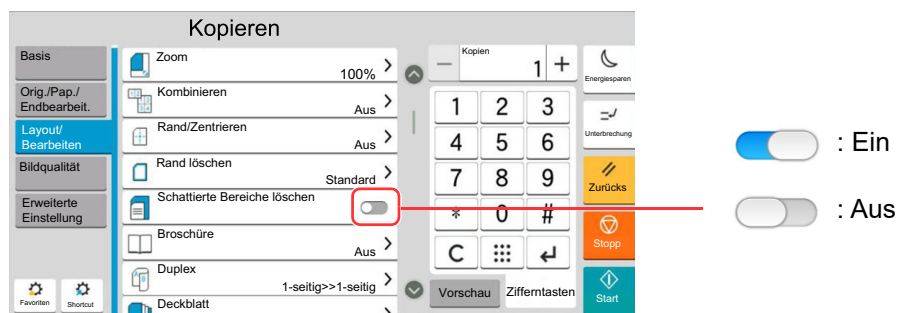 Kopieren
Basis
Orig./Pap./
Endbearbeit.
Layout/
Bearbeiten
Bildqualität
Erweiterte
Einstellung
Favoriten
Shortcut
Zoom
100%
Kombinieren
Aus
Rand/Zentrieren
Aus
Rand löschen
Standard
Schattierte Bereiche löschen
Broschüre
Aus
Duplex
1-seitig>>1-seitig
Deckblatt
Kopien
− 1 +
1 2 3
4 5 6
7 8 9
* 0 #
C
Vorschau
Zifferntasten
Energiesparen
Unterbrechung
Zurücks
Stopp
Start
: Ein
: Aus